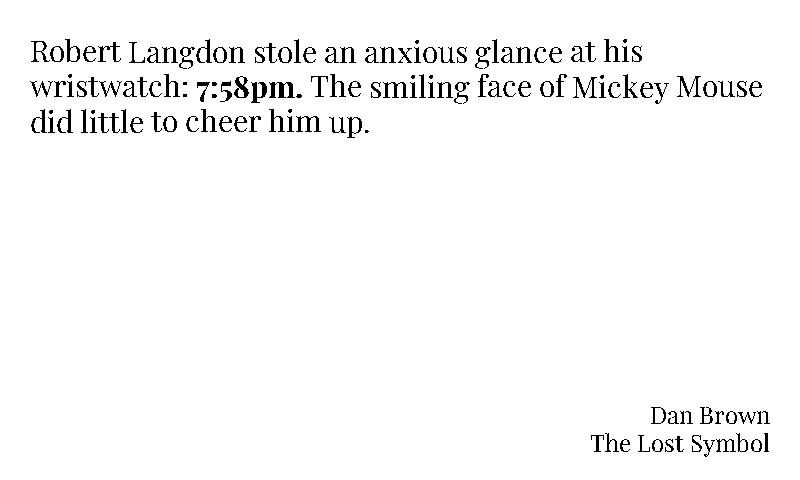 Robert Langdon stole an anxious glance at his
wristwatch: 7:58pm. The smiling face of Mickey Mouse
did little to cheer him up.
Dan Brown
The Lost Symbol